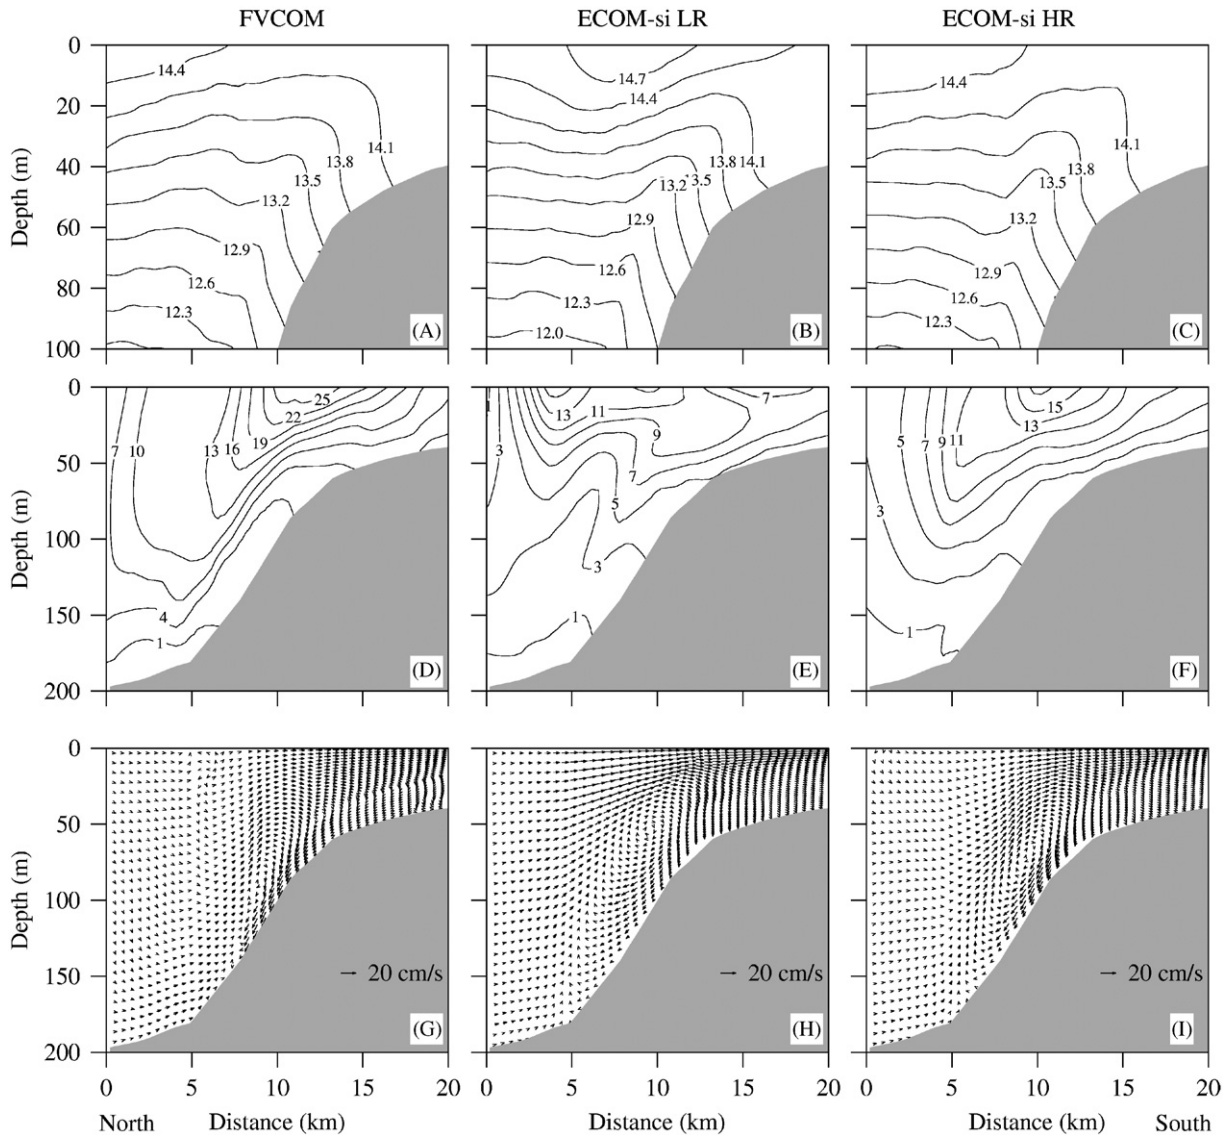 FVCOM ECOM-si LR ECOM-si HR
0
20
40
60
80
100
Depth (m)
14.4
14.1
13.8
13.5
13.2
12.9
12.6
12.3
(A)
14.7
14.4
14.1
13.8
13.5
13.2
12.9
12.6
12.3
12.0
(B)
14.4
14.1
13.8
13.5
13.2
12.9
12.6
12.3
(C)
0
50
100
150
200
Depth (m)
7 10 13 16 19 22 25
4
1
(D)
1
3
13 11 9 7
7
5
3
1
(E)
3
5 7 9 11 13 15
1
(F)
0
50
100
150
200
Depth (m)
20 cm/s
(G)
20 cm/s
(H)
20 cm/s
(I)
0 5 10 15 20 0 5 10 15 20 0 5 10 15 20
North Distance (km) Distance (km) Distance (km) South